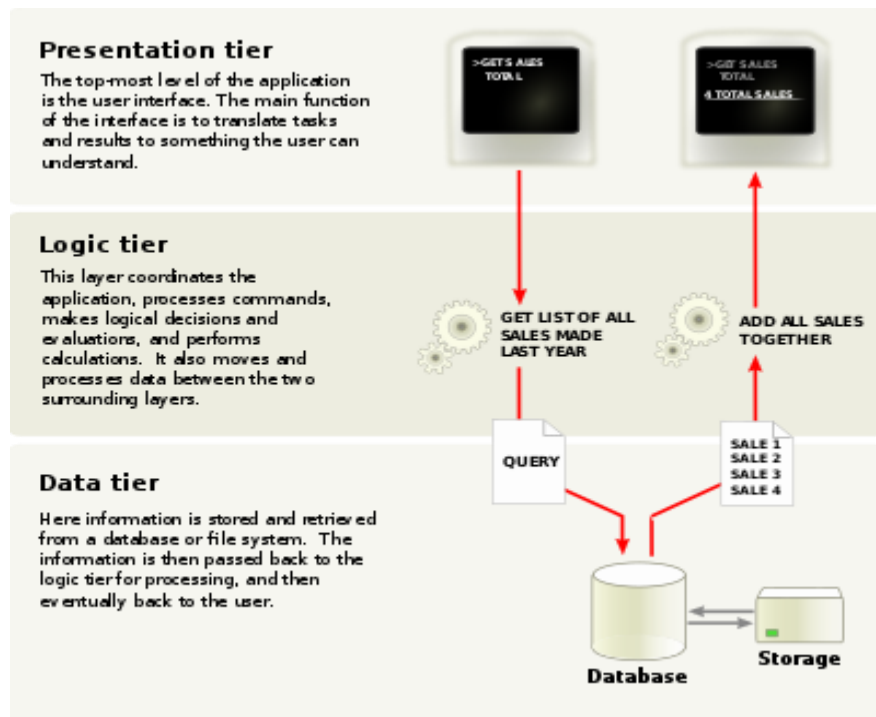 Presentation tier
The top-most level of the application
is the user interface. The main function
of the interface is to translate tasks
and results to something the user can
understand.
>GET SALES
TOTAL
>GET SALES
TOTAL
4 TOTAL SALES
Logic tier
This layer coordinates the
application, processes commands,
makes logical decisions and
evaluations, and performs
calculations. It also moves and
processes data between the two
surrounding layers.
GET LIST OF ALL
SALES MADE
LAST YEAR
ADD ALL SALES
TOGETHER
Data tier
Here information is stored and retrieved
from a database or file system. The
information is then passed back to the
logic tier for processing, and then
eventually back to the user.
QUERY
SALE 1
SALE 2
SALE 3
SALE 4
Database
Storage